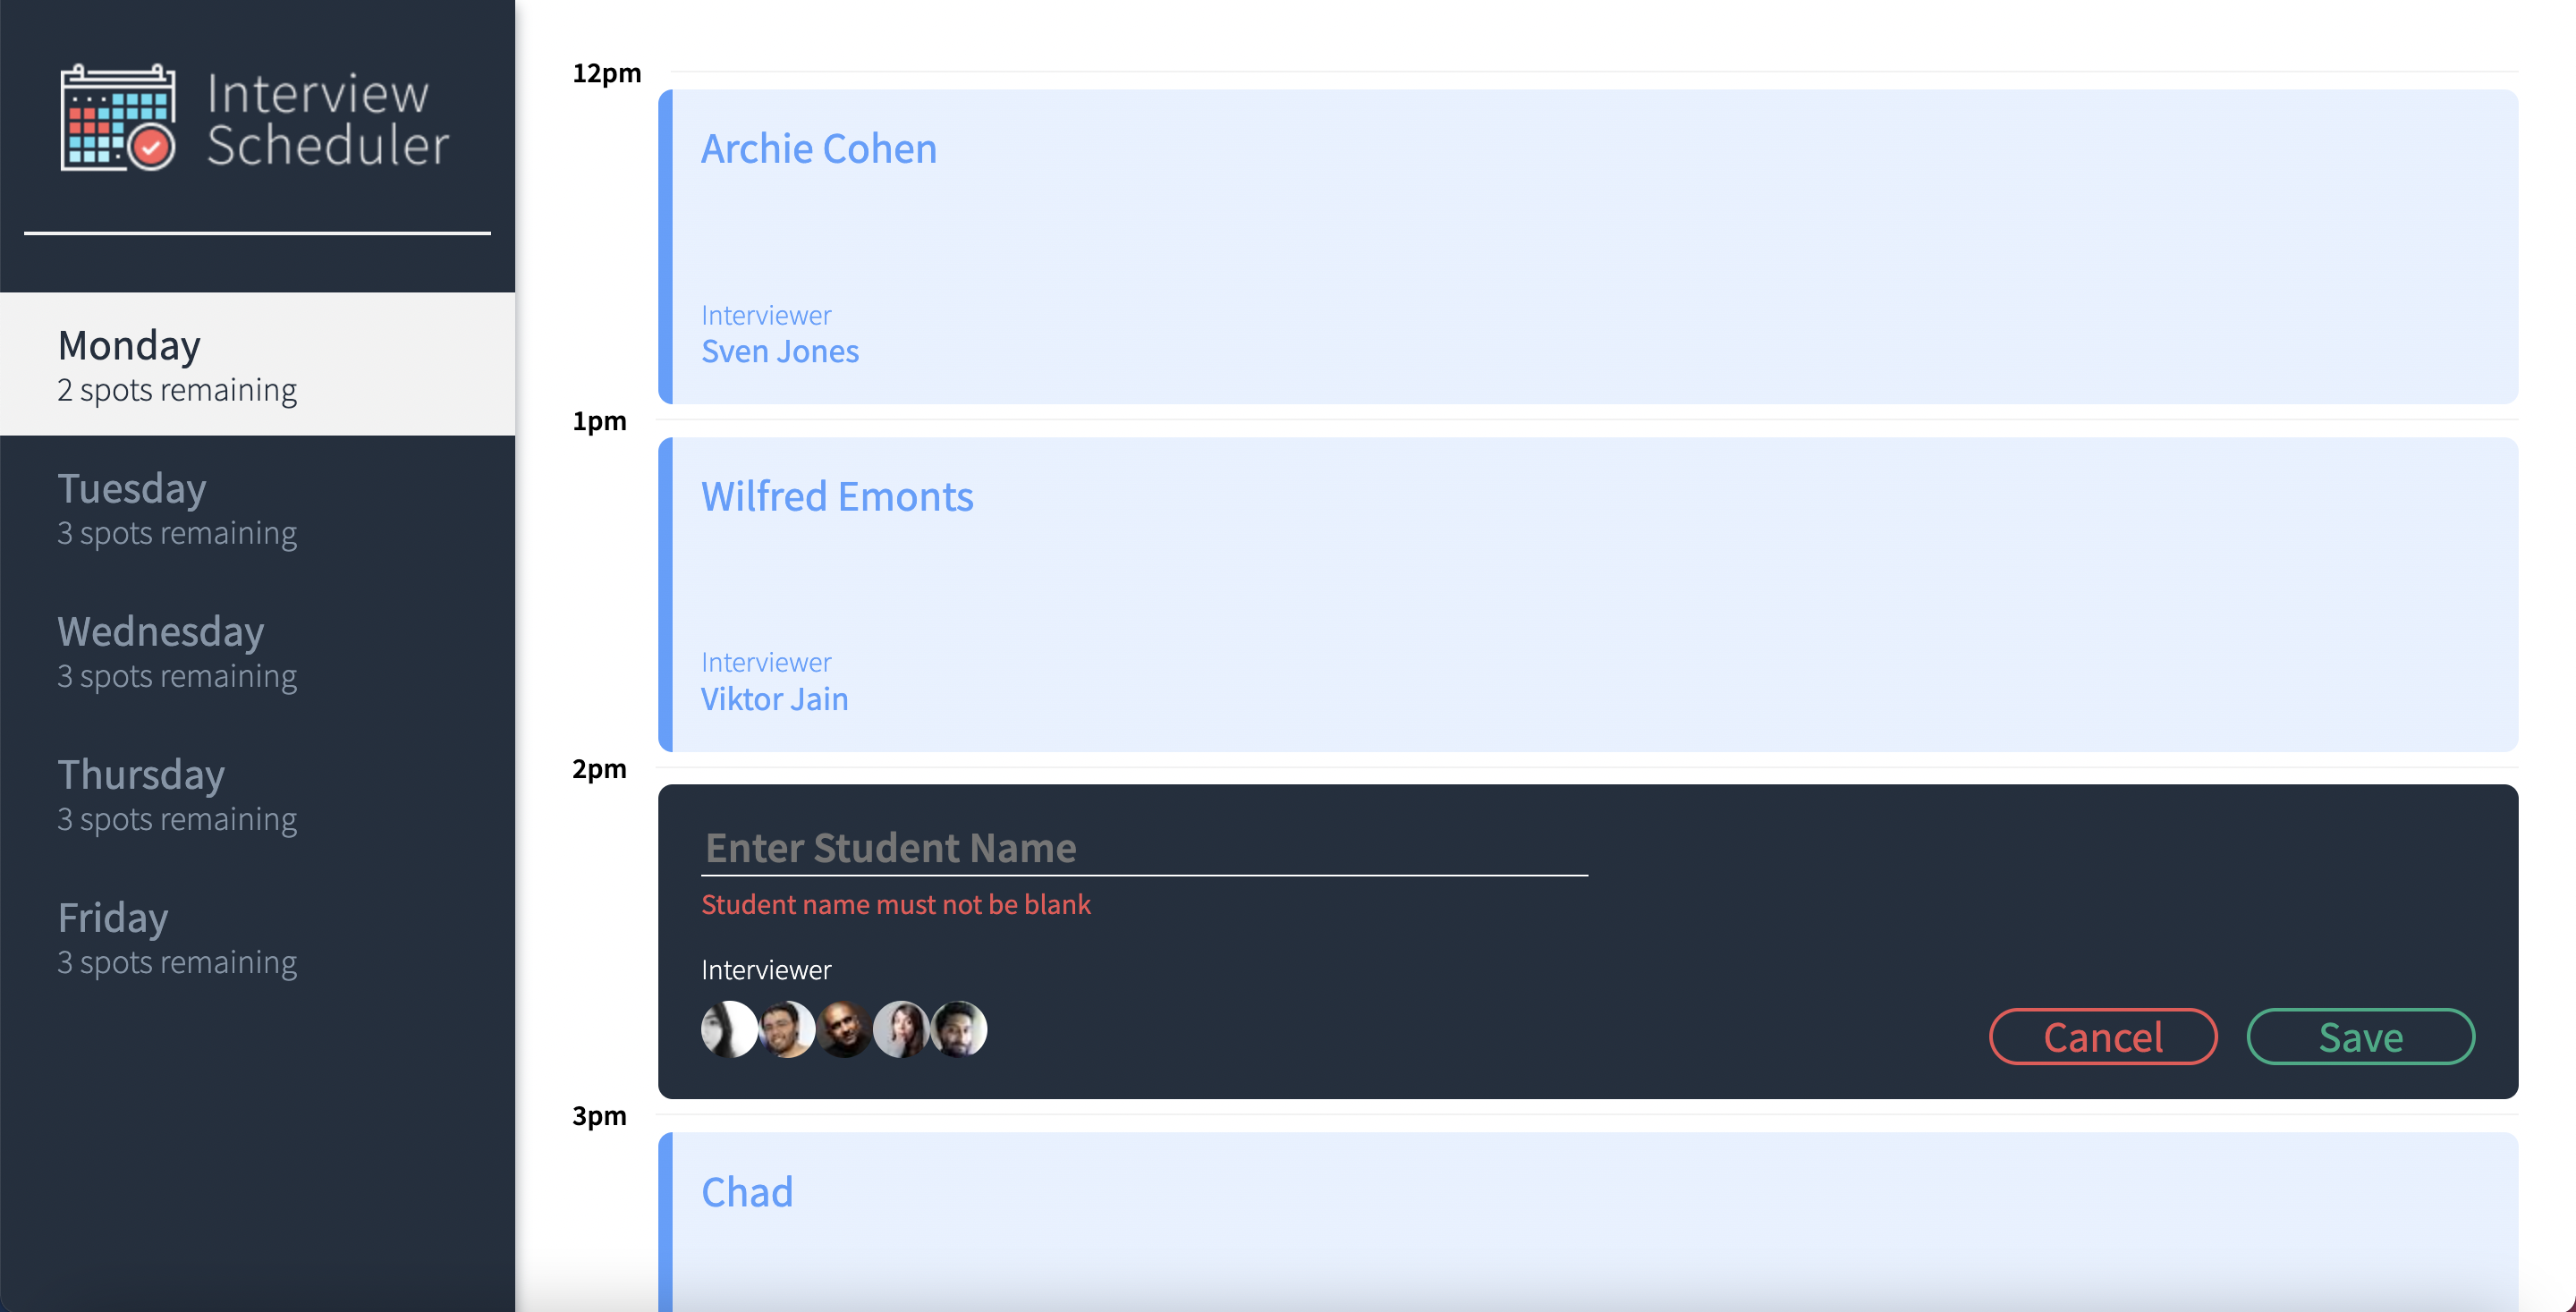 Interview
Scheduler
Monday
2 spots remaining
Tuesday
3 spots remaining
Wednesday
3 spots remaining
Thursday
3 spots remaining
Friday
3 spots remaining
12pm
Archie Cohen
Interviewer
Sven Jones
1pm
Wilfred Emonts
Interviewer
Viktor Jain
2pm
Enter Student Name
Student name must not be blank
Interviewer
Cancel
Save
3pm
Chad